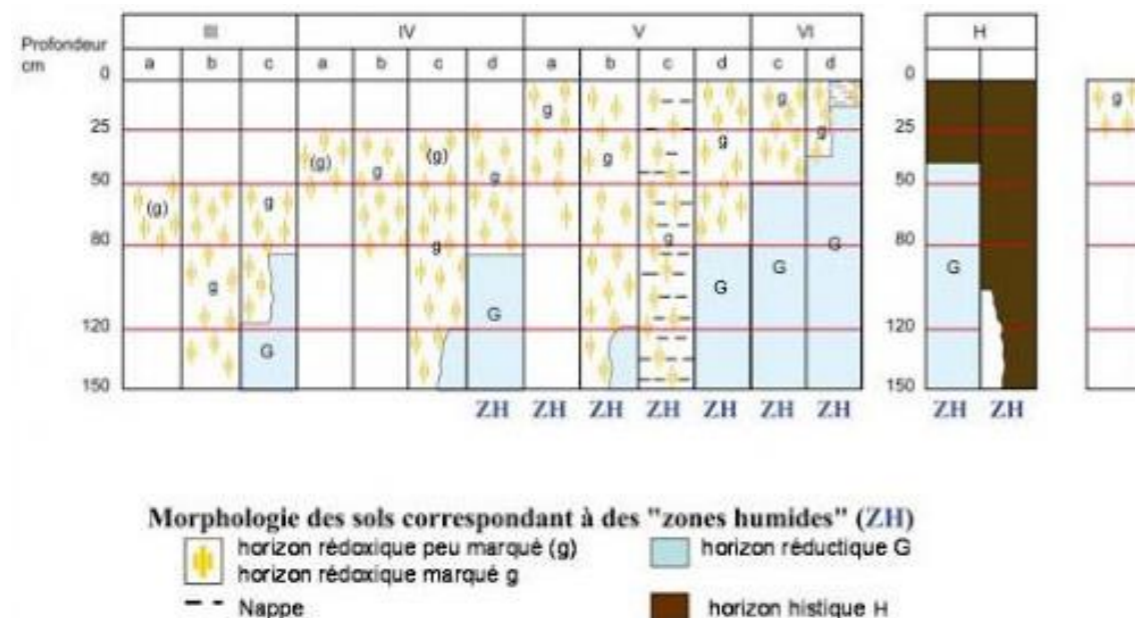 III IV V VI H
Profondeur
cm
a b c a b c d a b c d c d
0 0
g g g
g
25 25
(g) g (g) g g g
50 50
(g) g g
80 80
g g G
g G G G G
120 120
G
150 150
ZH ZH ZH ZH ZH ZH ZH ZH ZH
Morphologie des sols correspondant à des "zones humides" (ZH)
horizon rédoxique peu marqué (g) horizon réductique G
horizon rédoxique marqué g
Nappe horizon histique H